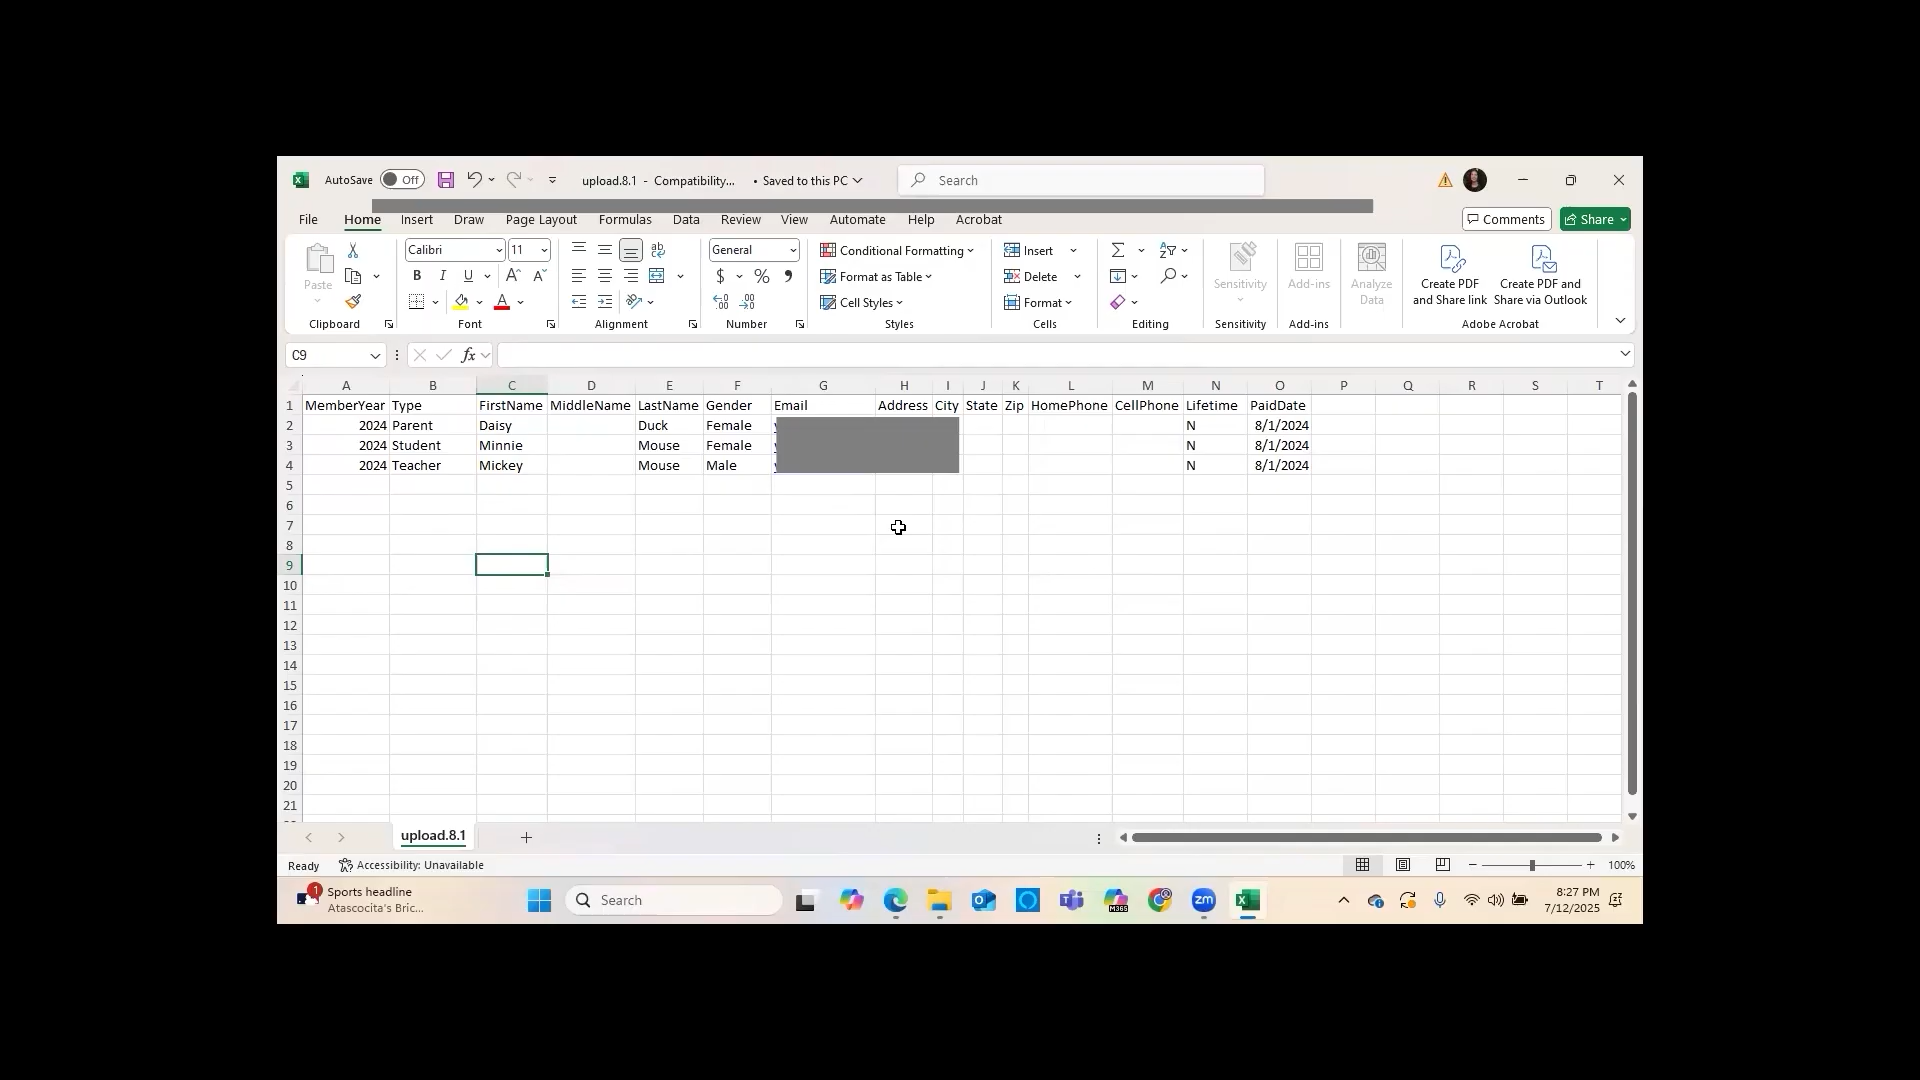 AutoSave Off upload.8.1 - Compatibility... • Saved to this PC Search
File Home Insert Draw Page Layout Formulas Data Review View Automate Help Acrobat Comments Share
Paste
Clipboard
Calibri 11
B I U A A
A
Font
ab
Alignment
General
$ % ,
Number
Conditional Formatting
Format as Table
Cell Styles
Styles
Insert
Delete
Format
Cells
Editing
Sensitivity
Sensitivity
Add-ins
Add-ins
Analyze
Data
Create PDF
and Share link
Create PDF and
Share via Outlook
Adobe Acrobat
C9 fx
A B C D E F G H I J K L M N O P Q R S T
1 MemberYear Type FirstName MiddleName LastName Gender Email Address City State Zip HomePhone CellPhone Lifetime PaidDate
2 2024 Parent Daisy Duck Female N 8/1/2024
3 2024 Student Minnie Mouse Female N 8/1/2024
4 2024 Teacher Mickey Mouse Male N 8/1/2024
5
6
7
8
9
10
11
12
13
14
15
16
17
18
19
20
21
upload.8.1
Ready Accessibility: Unavailable 100%
1 Sports headline
Atascocita's Bric...
Search
M365
zm
8:27 PM
7/12/2025